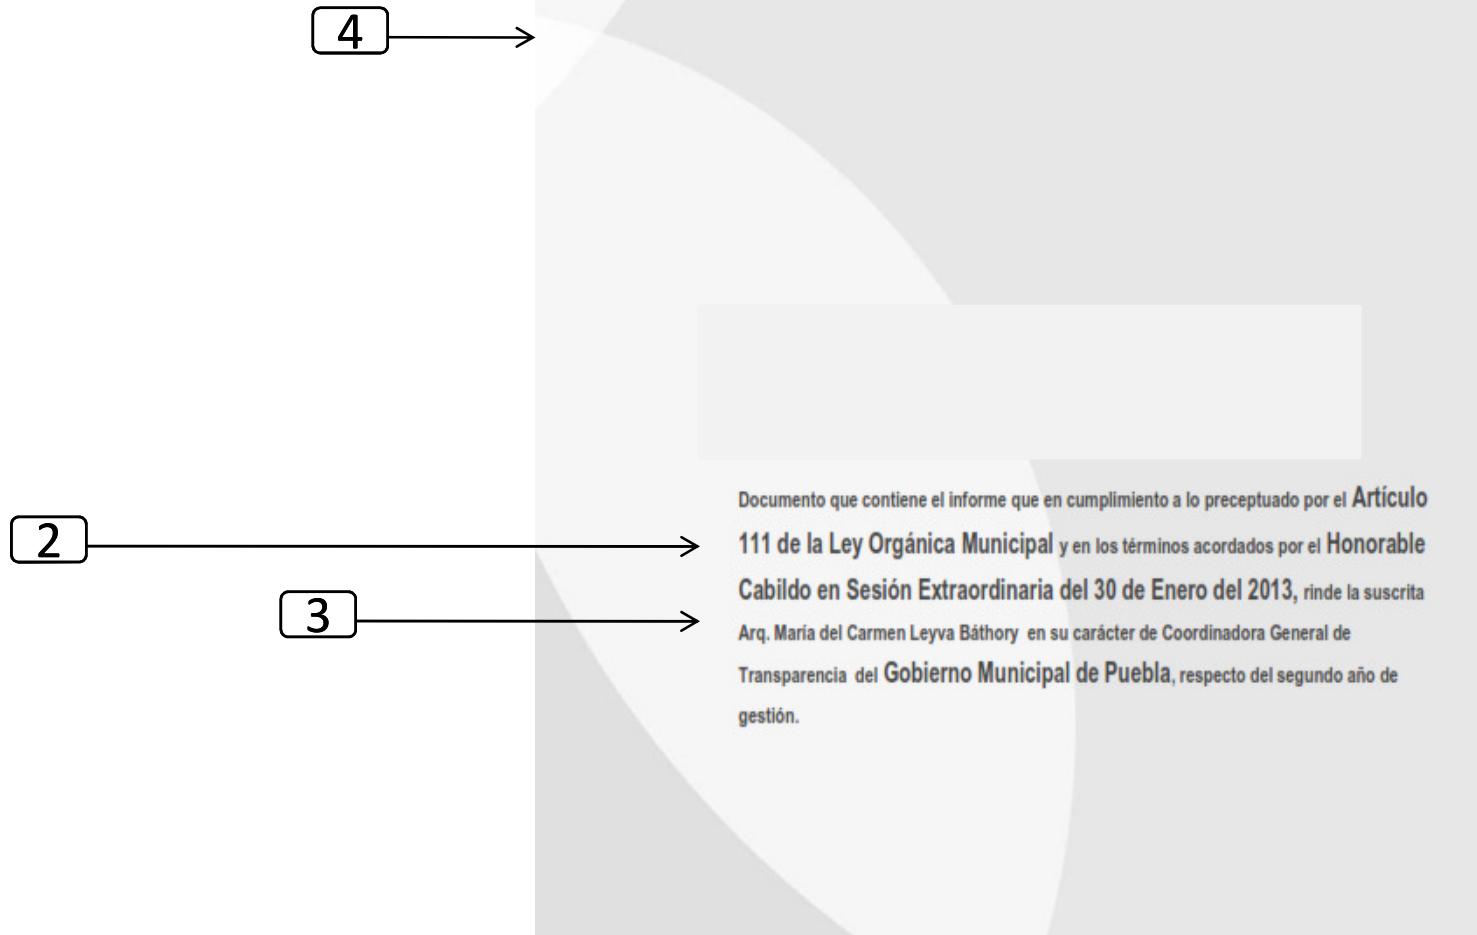 4
Documento que contiene el informe que en cumplimiento a lo preceptuado por el Artículo
2
111 de la Ley Orgánica Municipal y en los términos acordados por el Honorable
Cabildo en Sesión Extraordinaria del 30 de Enero del 2013, rinde la suscrita
3
Arq. María del Carmen Leyva Báthory en su carácter de Coordinadora General de
Transparencia del Gobierno Municipal de Puebla, respecto del segundo año de
gestión.